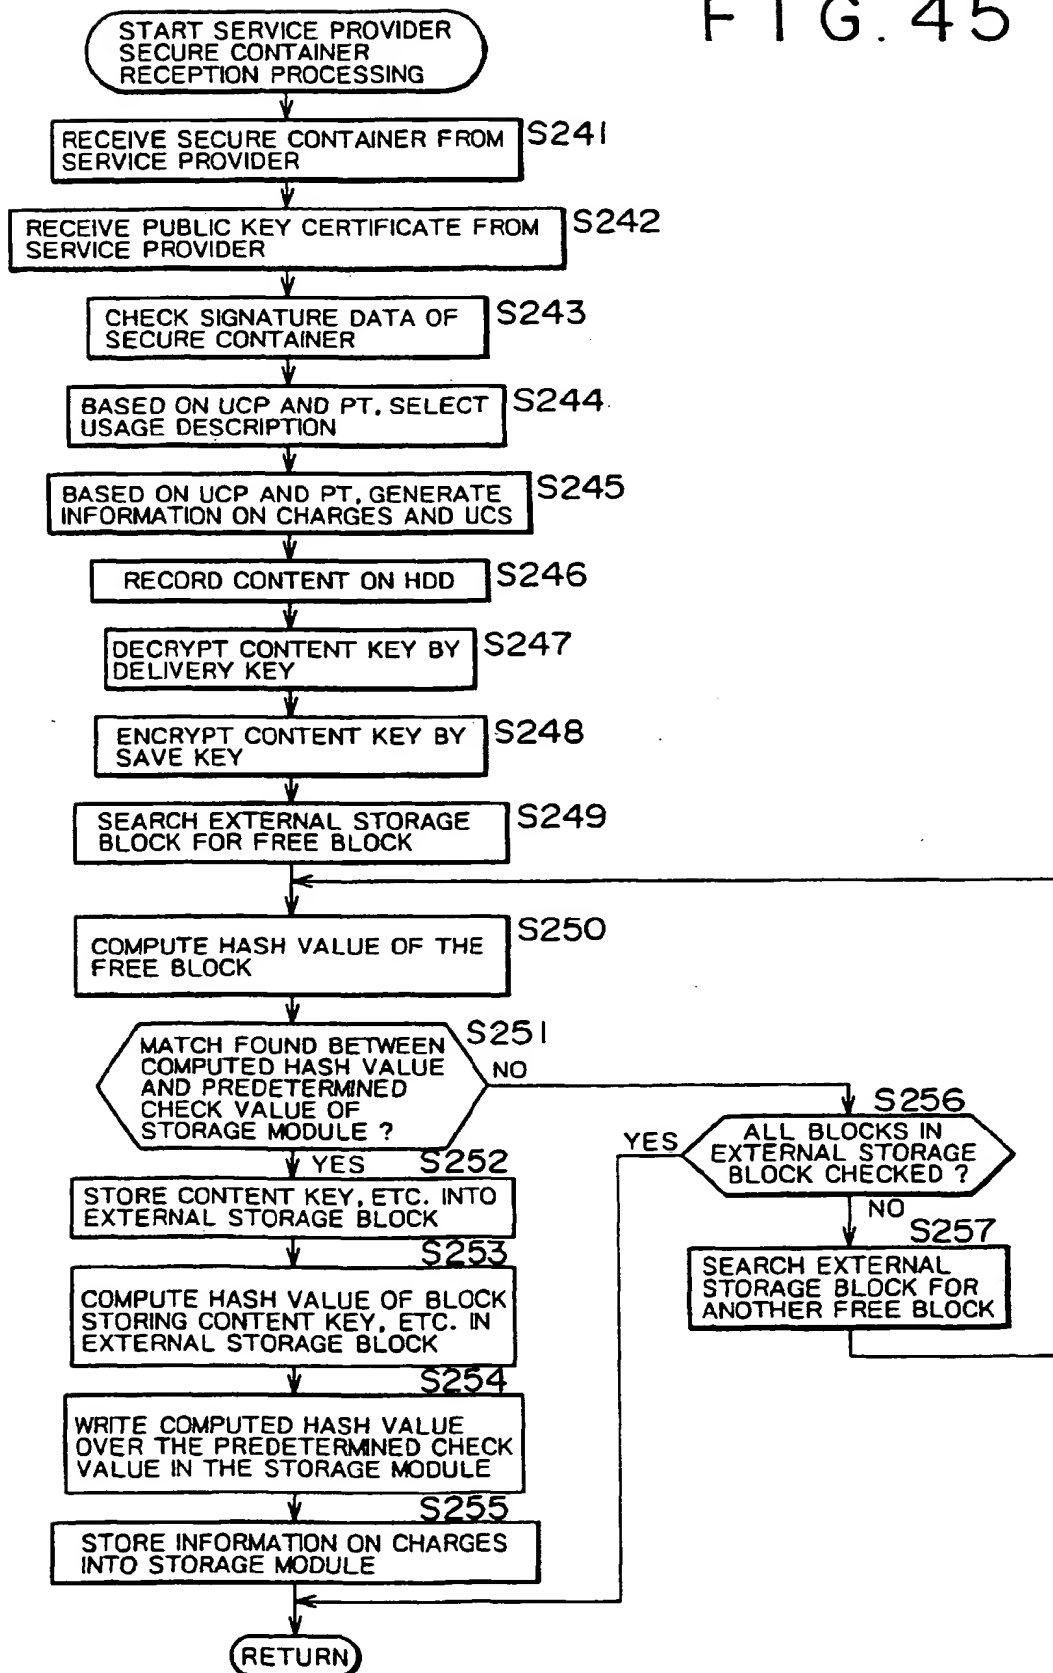 FIG. 45
START SERVICE PROVIDER
SECURE CONTAINER
RECEPTION PROCESSING
S241
RECEIVE SECURE CONTAINER FROM
SERVICE PROVIDER
S242
RECEIVE PUBLIC KEY CERTIFICATE FROM
SERVICE PROVIDER
S243
CHECK SIGNATURE DATA OF
SECURE CONTAINER
S244
BASED ON UCP AND PT, SELECT
USAGE DESCRIPTION
S245
BASED ON UCP AND PT, GENERATE
INFORMATION ON CHARGES AND UCS
S246
RECORD CONTENT ON HDD
S247
DECRYPT CONTENT KEY BY
DELIVERY KEY
S248
ENCRYPT CONTENT KEY BY
SAVE KEY
S249
SEARCH EXTERNAL STORAGE
BLOCK FOR FREE BLOCK
S250
COMPUTE HASH VALUE OF THE
FREE BLOCK
S251
MATCH FOUND BETWEEN
COMPUTED HASH VALUE
AND PREDETERMINED
CHECK VALUE OF
STORAGE MODULE ?
NO
YES
S256
ALL BLOCKS IN
EXTERNAL STORAGE
BLOCK CHECKED ?
YES
NO
S257
SEARCH EXTERNAL
STORAGE BLOCK FOR
ANOTHER FREE BLOCK
S252
STORE CONTENT KEY, ETC. INTO
EXTERNAL STORAGE BLOCK
S253
COMPUTE HASH VALUE OF BLOCK
STORING CONTENT KEY, ETC. IN
EXTERNAL STORAGE BLOCK
S254
WRITE COMPUTED HASH VALUE
OVER THE PREDETERMINED CHECK
VALUE IN THE STORAGE MODULE
S255
STORE INFORMATION ON CHARGES
INTO STORAGE MODULE
RETURN